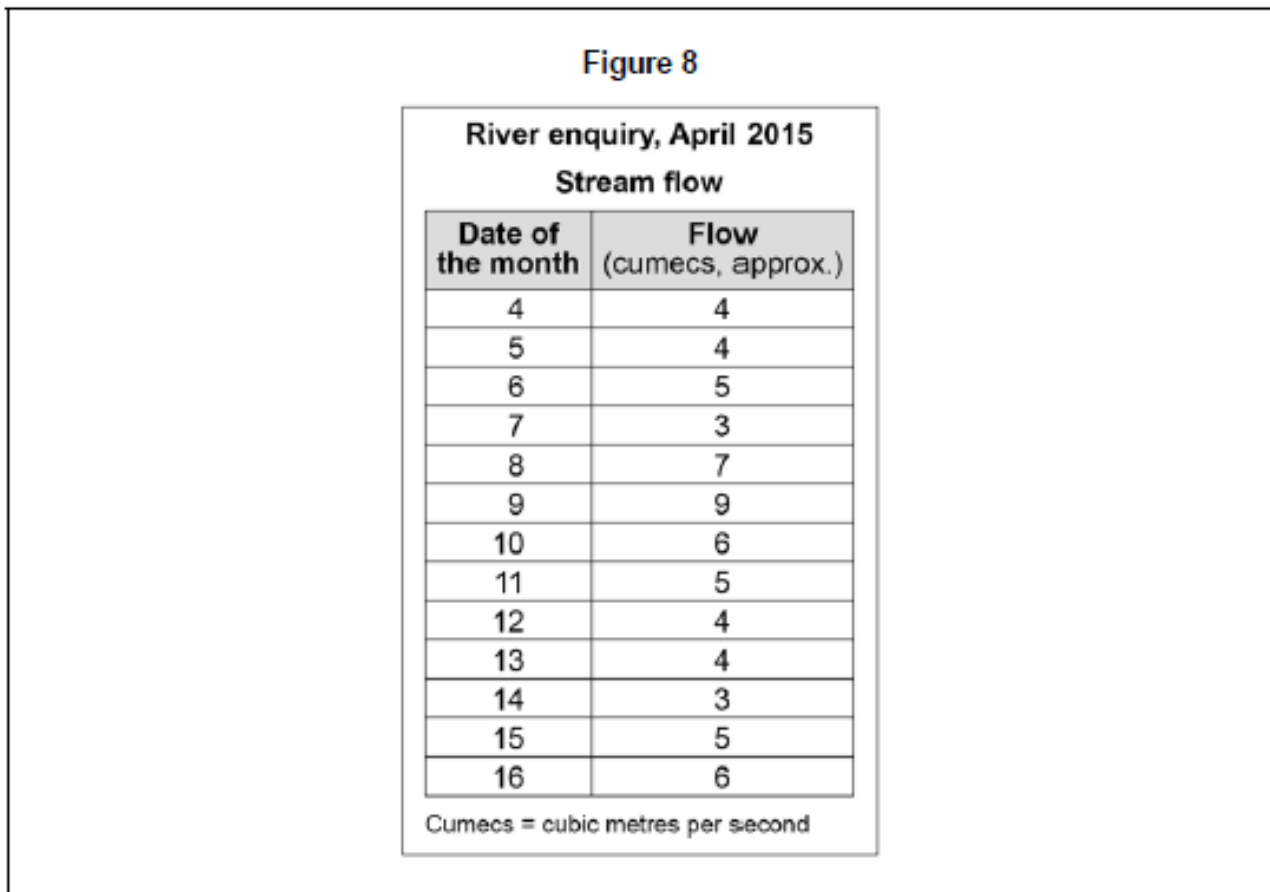 Figure 8
River enquiry, April 2015
Stream flow
Date of the month Flow (cumecs, approx.)
4 4
5 4
6 5
7 3
8 7
9 9
10 6
11 5
12 4
13 4
14 3
15 5
16 6
Cumecs = cubic metres per second